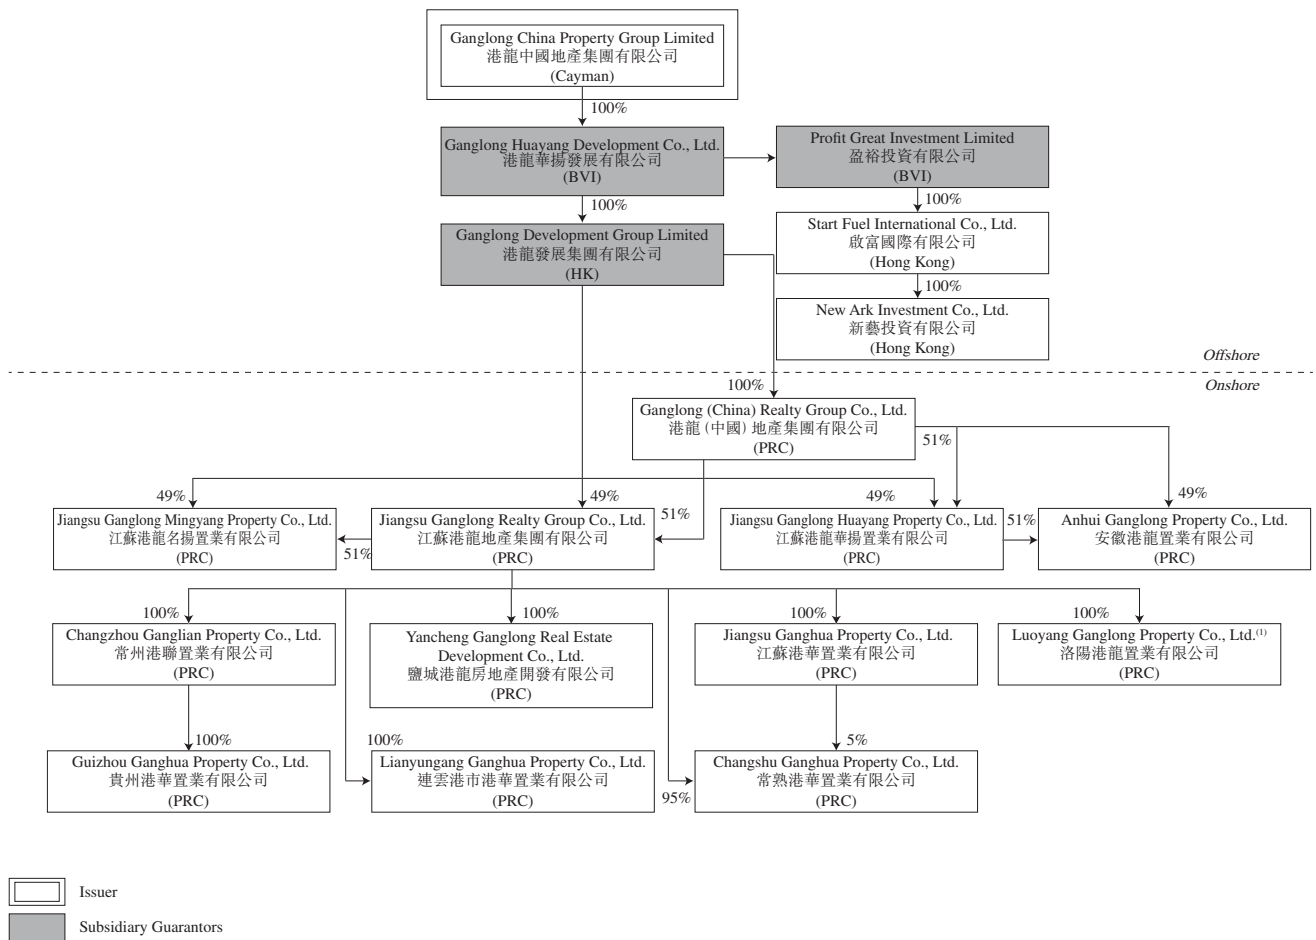 Ganglong China Property Group Limited
港龍中國地產集團有限公司
(Cayman)
100%
Ganglong Huayang Development Co., Ltd.
港龍華揚發展有限公司
(BVI)
Profit Great Investment Limited
盈裕投資有限公司
(BVI)
100%
100%
Ganglong Development Group Limited
港龍發展集團有限公司
(HK)
Start Fuel International Co., Ltd.
啟富國際有限公司
(Hong Kong)
100%
New Ark Investment Co., Ltd.
新藝投資有限公司
(Hong Kong)
Offshore
Onshore
100%
Ganglong (China) Realty Group Co., Ltd.
港龍(中國)地產集團有限公司
(PRC)
51%
49%
49%
51%
49%
49%
Jiangsu Ganglong Mingyang Property Co., Ltd.
江蘇港龍名揚置業有限公司
(PRC)
51%
Jiangsu Ganglong Realty Group Co., Ltd.
江蘇港龍地產集團有限公司
(PRC)
Jiangsu Ganglong Huayang Property Co., Ltd.
江蘇港龍華揚置業有限公司
(PRC)
51%
Anhui Ganglong Property Co., Ltd.
安徽港龍置業有限公司
(PRC)
100%
100%
100%
100%
Changzhou Ganglian Property Co., Ltd.
常州港聯置業有限公司
(PRC)
Yancheng Ganglong Real Estate
Development Co., Ltd.
鹽城港龍房地產開發有限公司
(PRC)
Jiangsu Ganghua Property Co., Ltd.
江蘇港華置業有限公司
(PRC)
Luoyang Ganglong Property Co., Ltd.(1)
洛陽港龍置業有限公司
(PRC)
100%
100%
5%
Guizhou Ganghua Property Co., Ltd.
貴州港華置業有限公司
(PRC)
Lianyungang Ganghua Property Co., Ltd.
連雲港市港華置業有限公司
(PRC)
95%
Changshu Ganghua Property Co., Ltd.
常熟港華置業有限公司
(PRC)
Issuer
Subsidiary Guarantors